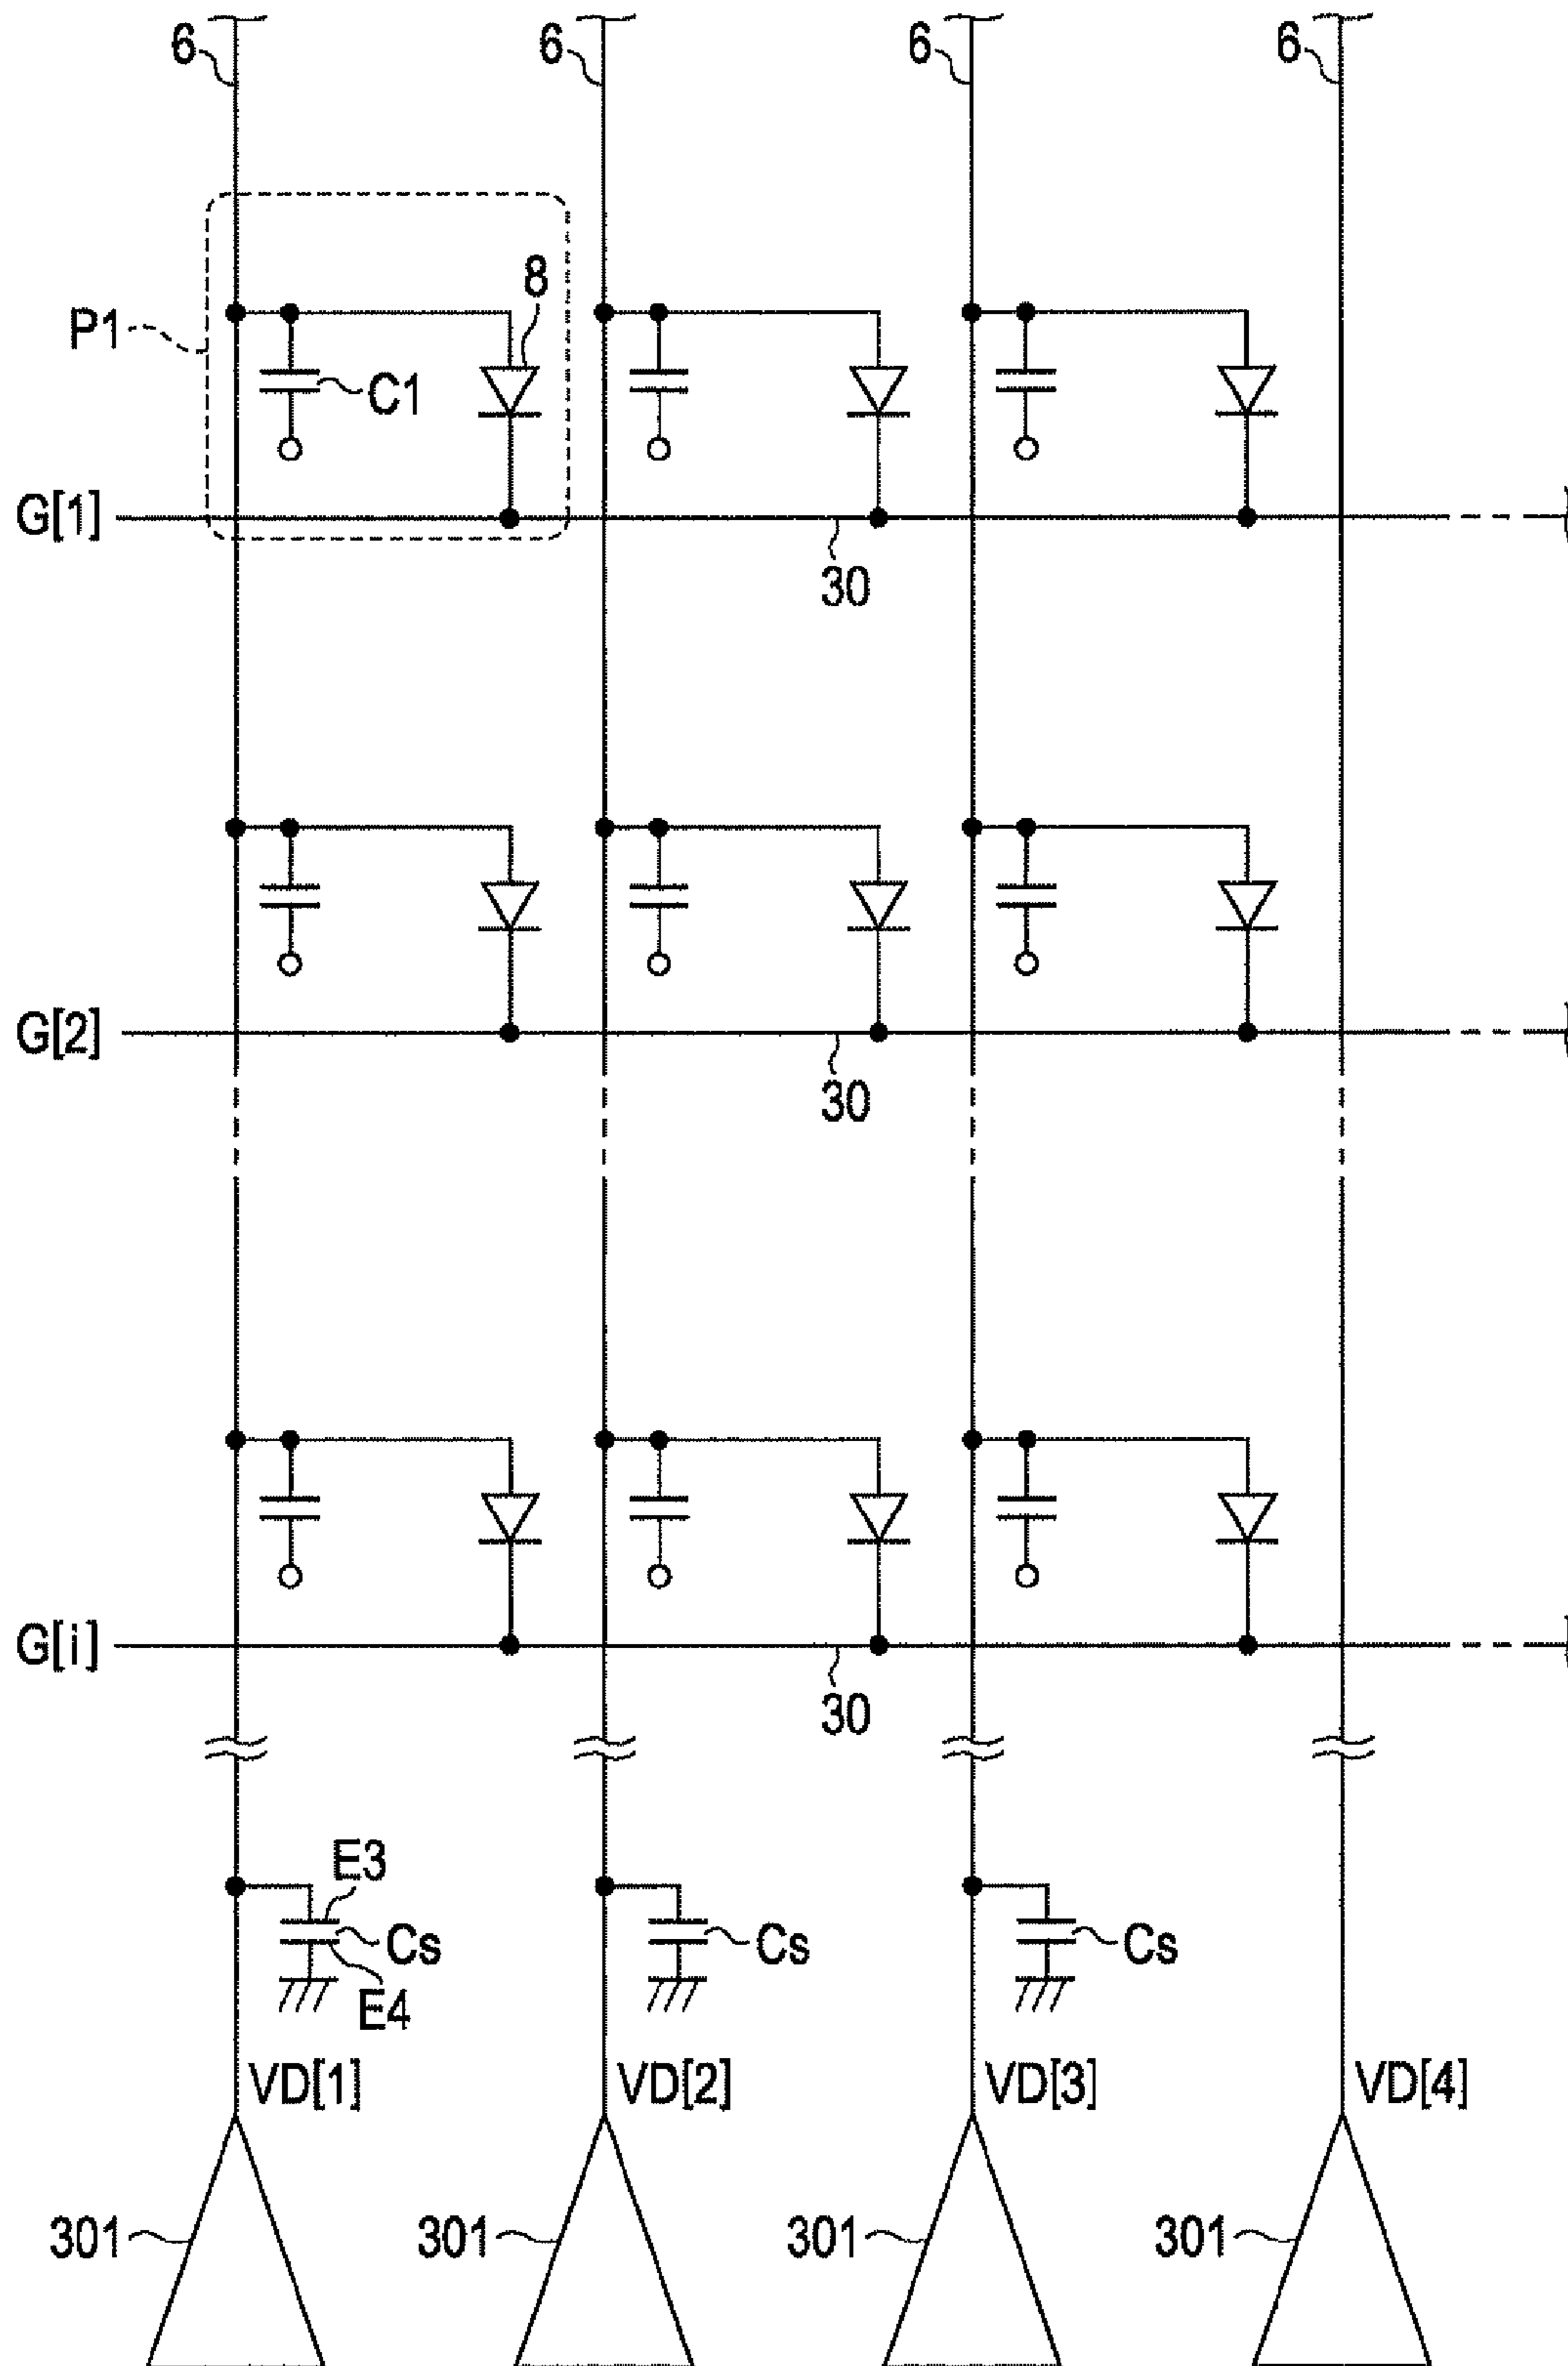 6 6 6 6
8
P1
C1
G[1]
30
G[2]
30
G[i]
30
E3
Cs Cs Cs
E4
VD[1] VD[2] VD[3] VD[4]
301 301 301 301